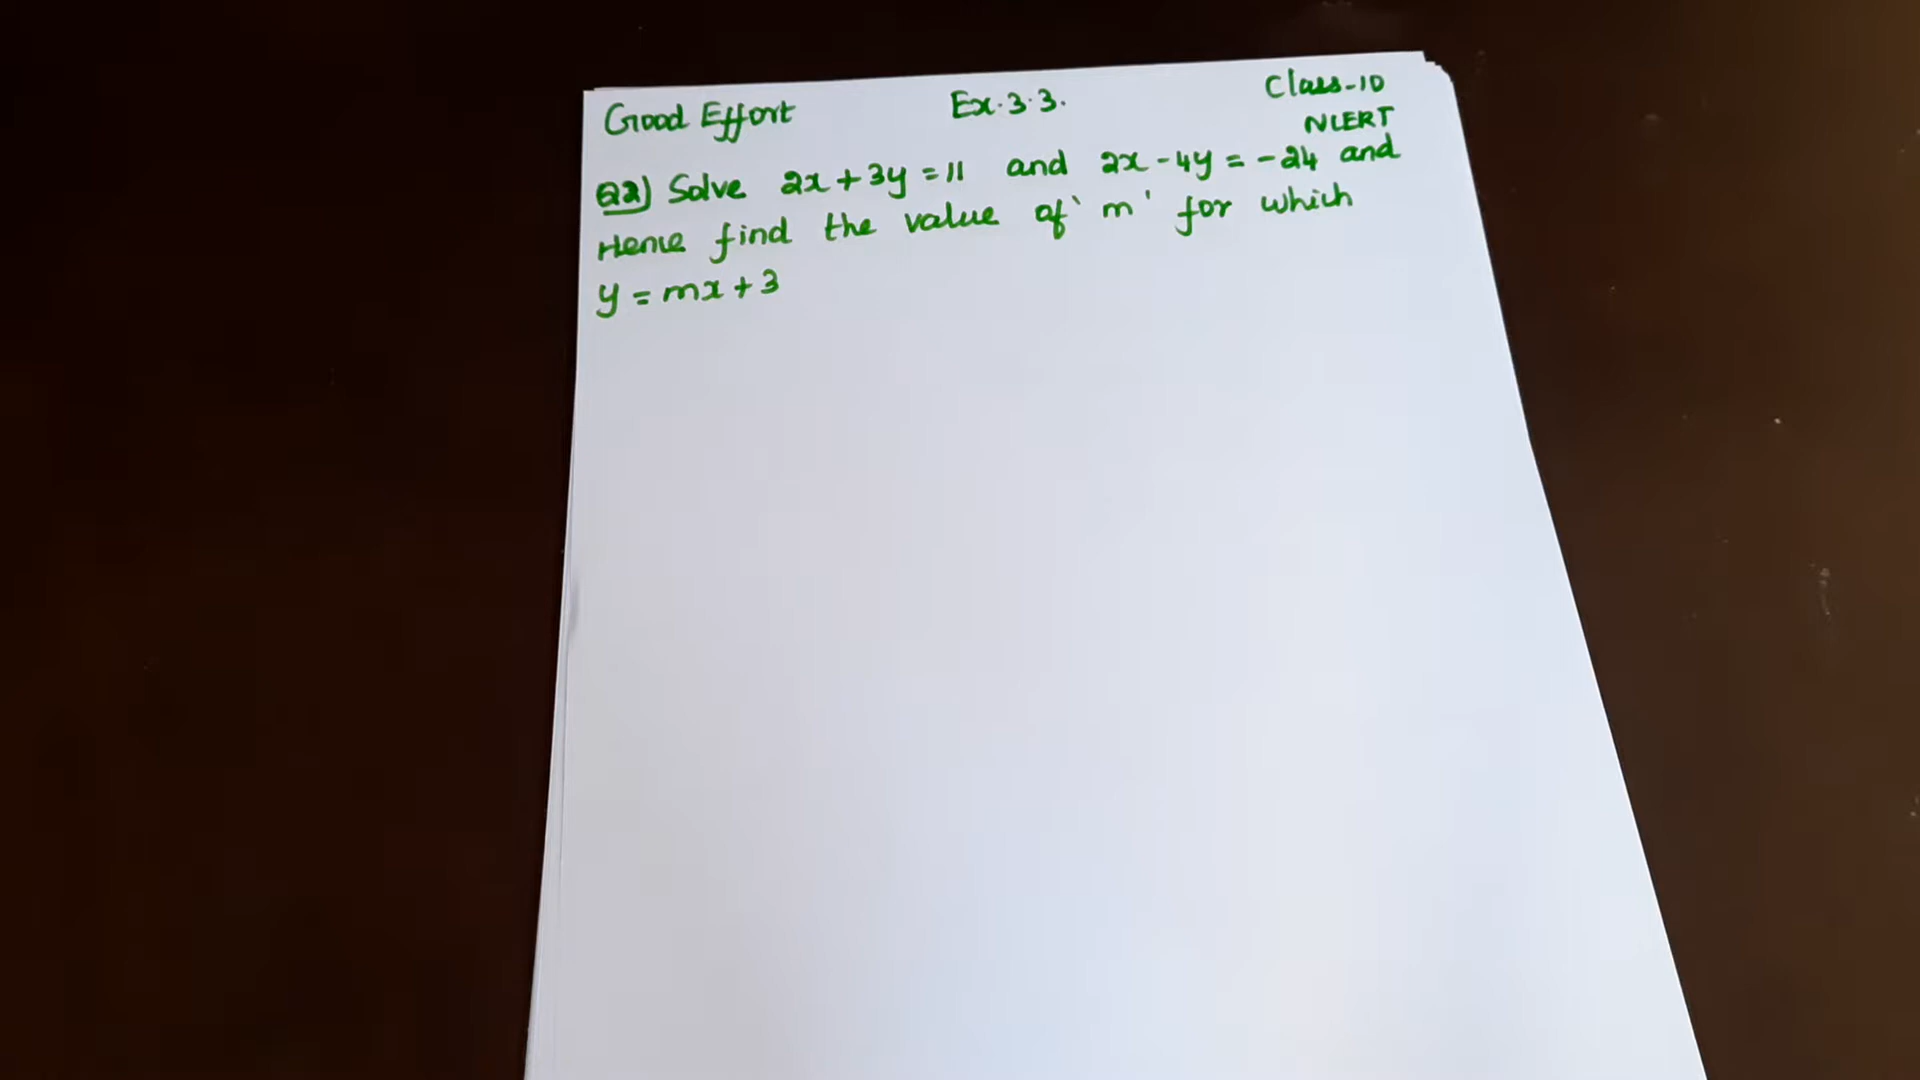 Good Effort Ex.3.3. Class-10
NCERT
Q2) Solve 2x + 3y = 11 and 2x - 4y = -24 and
Hence find the value of 'm' for which
y = mx + 3